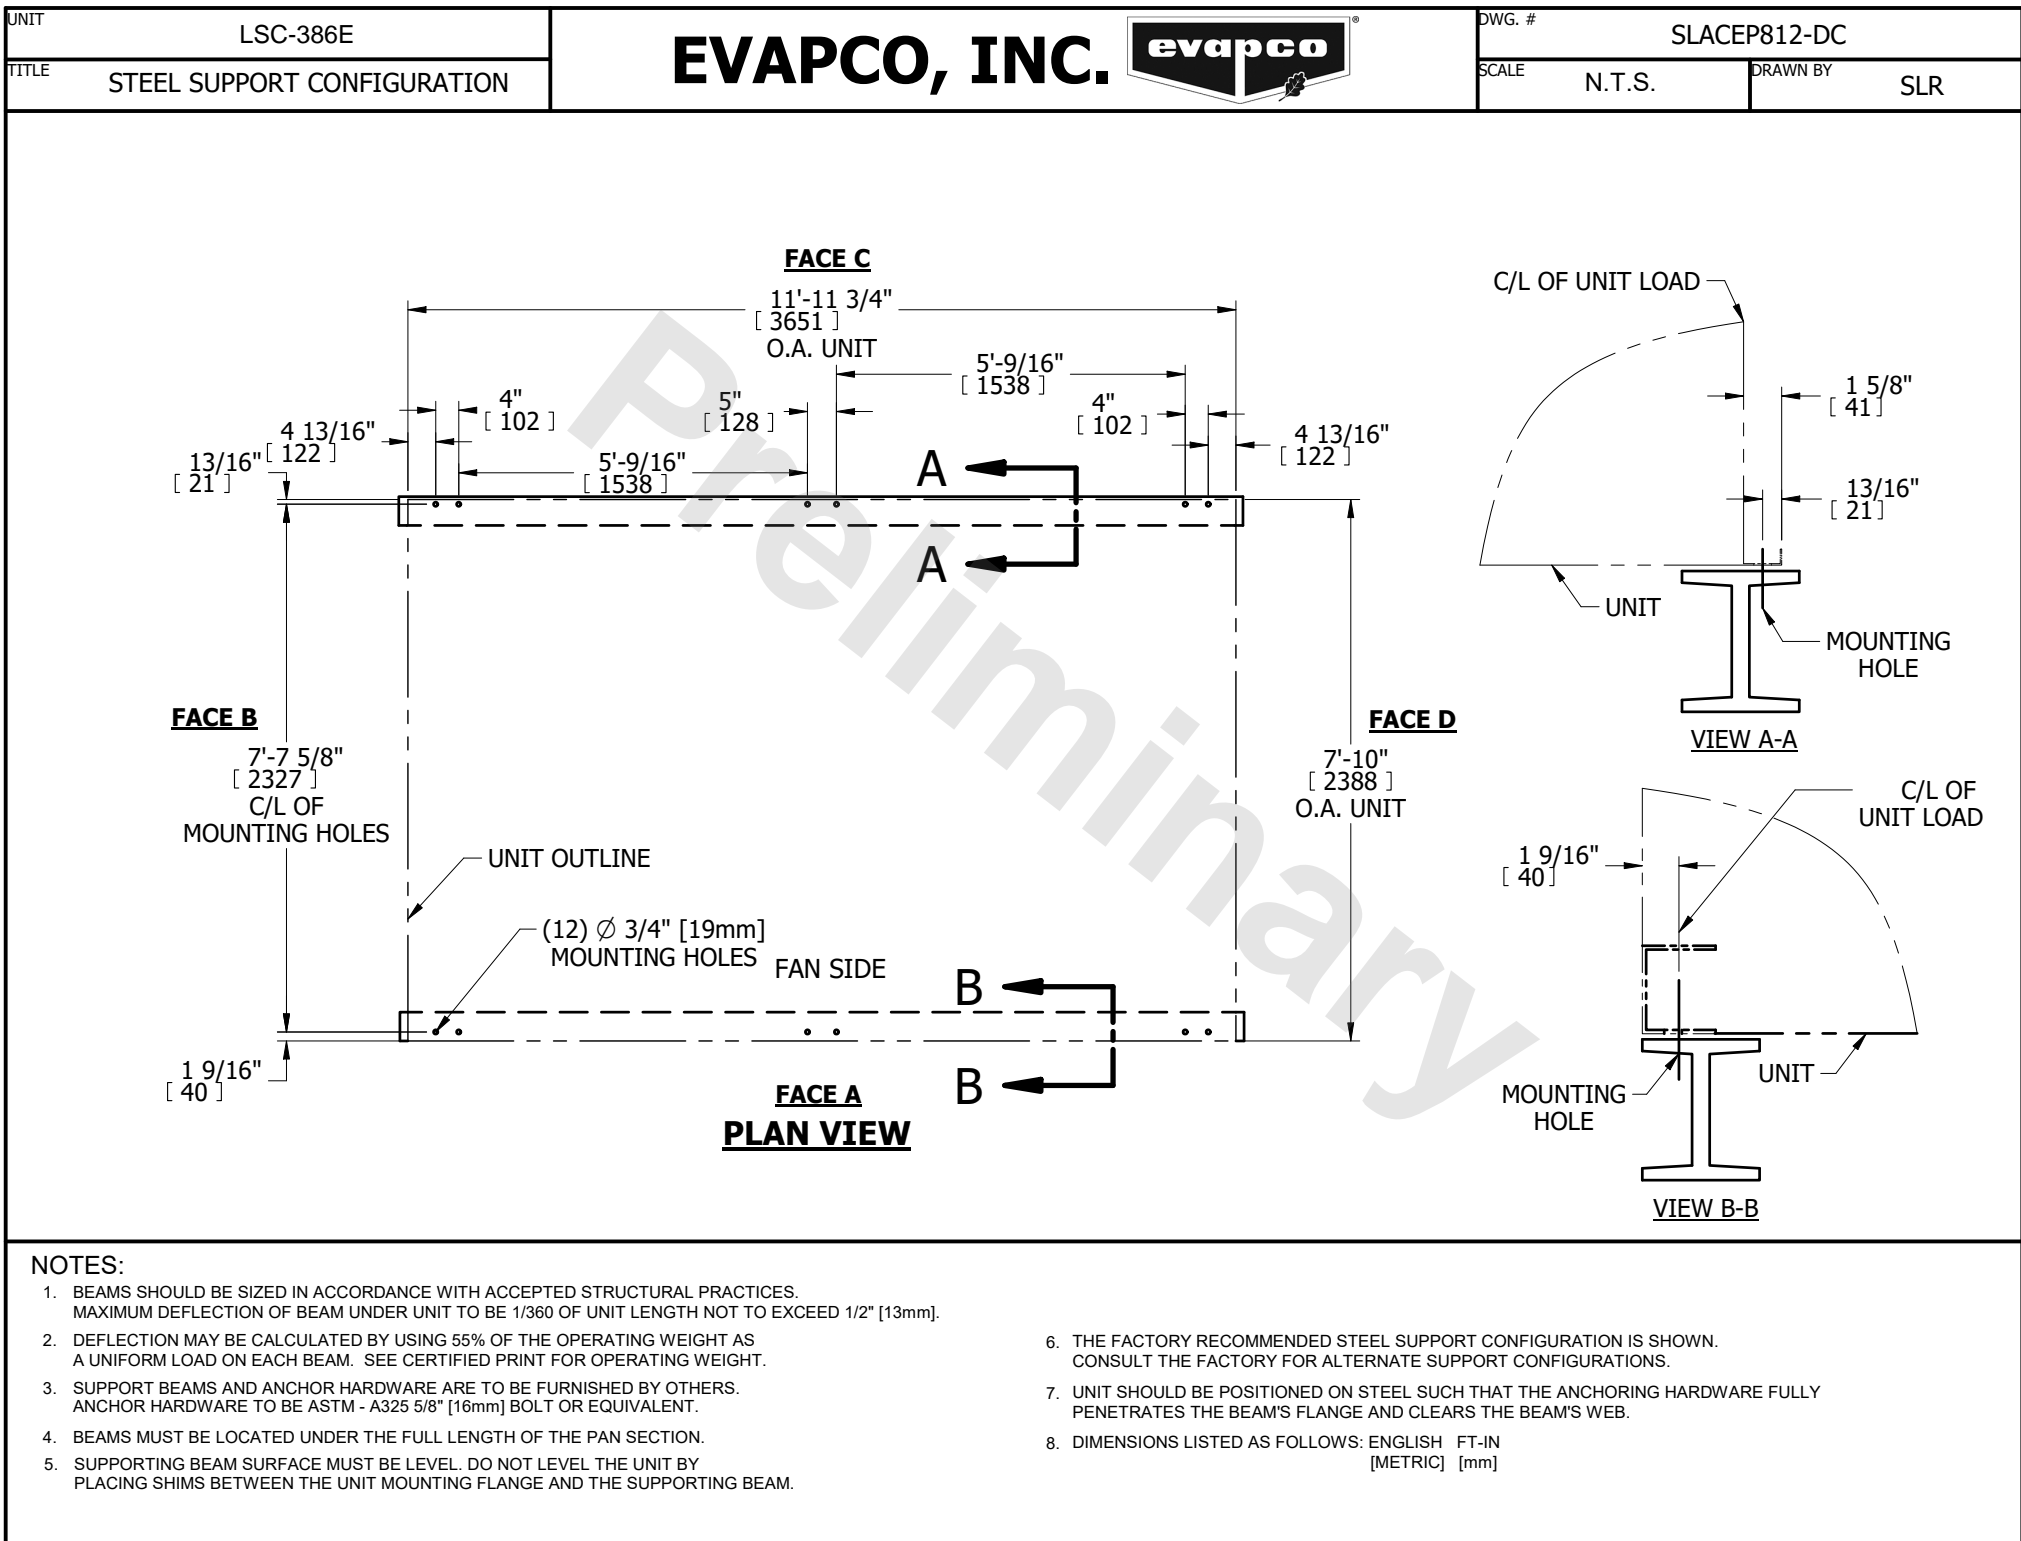 UNIT
LSC-386E
TITLE
STEEL SUPPORT CONFIGURATION
EVAPCO, INC.
evapco
®
DWG. #
SLACEP812-DC
SCALE
N.T.S.
DRAWN BY
SLR
FACE C
11'-11 3/4"
[ 3651 ]
O.A. UNIT
5'-9/16"
[ 1538 ]
4"
[ 102 ]
5"
[ 128 ]
4"
[ 102 ]
4 13/16"
[ 122 ]
4 13/16"
[ 122 ]
13/16"
[ 21 ]
5'-9/16"
[ 1538 ]
A
A
FACE B
7'-7 5/8"
[ 2327 ]
C/L OF
MOUNTING HOLES
FACE D
7'-10"
[ 2388 ]
O.A. UNIT
UNIT OUTLINE
(12) Ø 3/4" [19mm]
MOUNTING HOLES
FAN SIDE
B
B
1 9/16"
[ 40 ]
FACE A
PLAN VIEW
Preliminary
C/L OF UNIT LOAD
1 5/8"
[ 41]
13/16"
[ 21]
UNIT
MOUNTING
HOLE
VIEW A-A
C/L OF
UNIT LOAD
1 9/16"
[ 40]
UNIT
MOUNTING
HOLE
VIEW B-B
NOTES:
1. BEAMS SHOULD BE SIZED IN ACCORDANCE WITH ACCEPTED STRUCTURAL PRACTICES.
MAXIMUM DEFLECTION OF BEAM UNDER UNIT TO BE 1/360 OF UNIT LENGTH NOT TO EXCEED 1/2" [13mm].
2. DEFLECTION MAY BE CALCULATED BY USING 55% OF THE OPERATING WEIGHT AS
A UNIFORM LOAD ON EACH BEAM. SEE CERTIFIED PRINT FOR OPERATING WEIGHT.
3. SUPPORT BEAMS AND ANCHOR HARDWARE ARE TO BE FURNISHED BY OTHERS.
ANCHOR HARDWARE TO BE ASTM - A325 5/8" [16mm] BOLT OR EQUIVALENT.
4. BEAMS MUST BE LOCATED UNDER THE FULL LENGTH OF THE PAN SECTION.
5. SUPPORTING BEAM SURFACE MUST BE LEVEL. DO NOT LEVEL THE UNIT BY
PLACING SHIMS BETWEEN THE UNIT MOUNTING FLANGE AND THE SUPPORTING BEAM.
6. THE FACTORY RECOMMENDED STEEL SUPPORT CONFIGURATION IS SHOWN.
CONSULT THE FACTORY FOR ALTERNATE SUPPORT CONFIGURATIONS.
7. UNIT SHOULD BE POSITIONED ON STEEL SUCH THAT THE ANCHORING HARDWARE FULLY
PENETRATES THE BEAM'S FLANGE AND CLEARS THE BEAM'S WEB.
8. DIMENSIONS LISTED AS FOLLOWS: ENGLISH FT-IN
[METRIC] [mm]